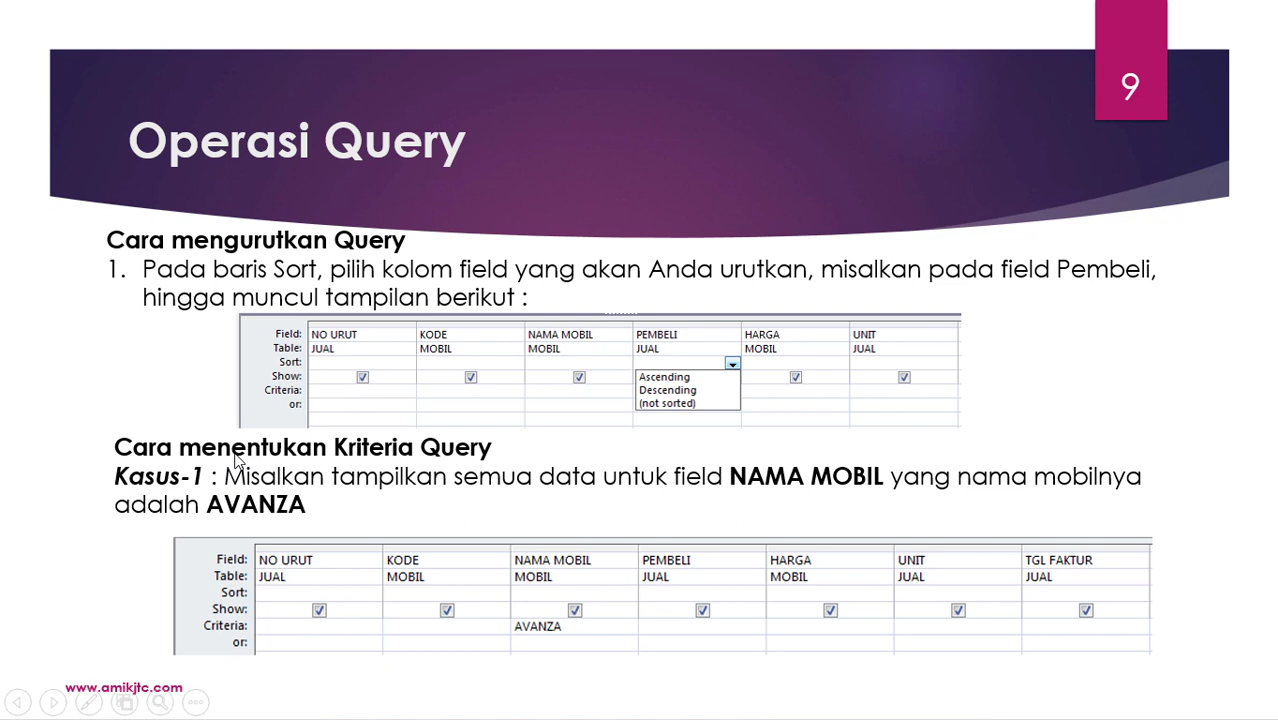 9
Operasi Query
Cara mengurutkan Query
1. Pada baris Sort, pilih kolom field yang akan Anda urutkan, misalkan pada field Pembeli,
hingga muncul tampilan berikut :
Field: NO URUT KODE NAMA MOBIL PEMBELI HARGA UNIT
Table: JUAL MOBIL MOBIL JUAL MOBIL JUAL
Sort:
Show: Ascending
Criteria: Descending
or: (not sorted)
Cara menentukan Kriteria Query
Kasus-1 : Misalkan tampilkan semua data untuk field NAMA MOBIL yang nama mobilnya
adalah AVANZA
Field: NO URUT KODE NAMA MOBIL PEMBELI HARGA UNIT TGL FAKTUR
Table: JUAL MOBIL MOBIL JUAL MOBIL JUAL JUAL
Sort:
Show:
Criteria: AVANZA
or:
www.amikjtc.com